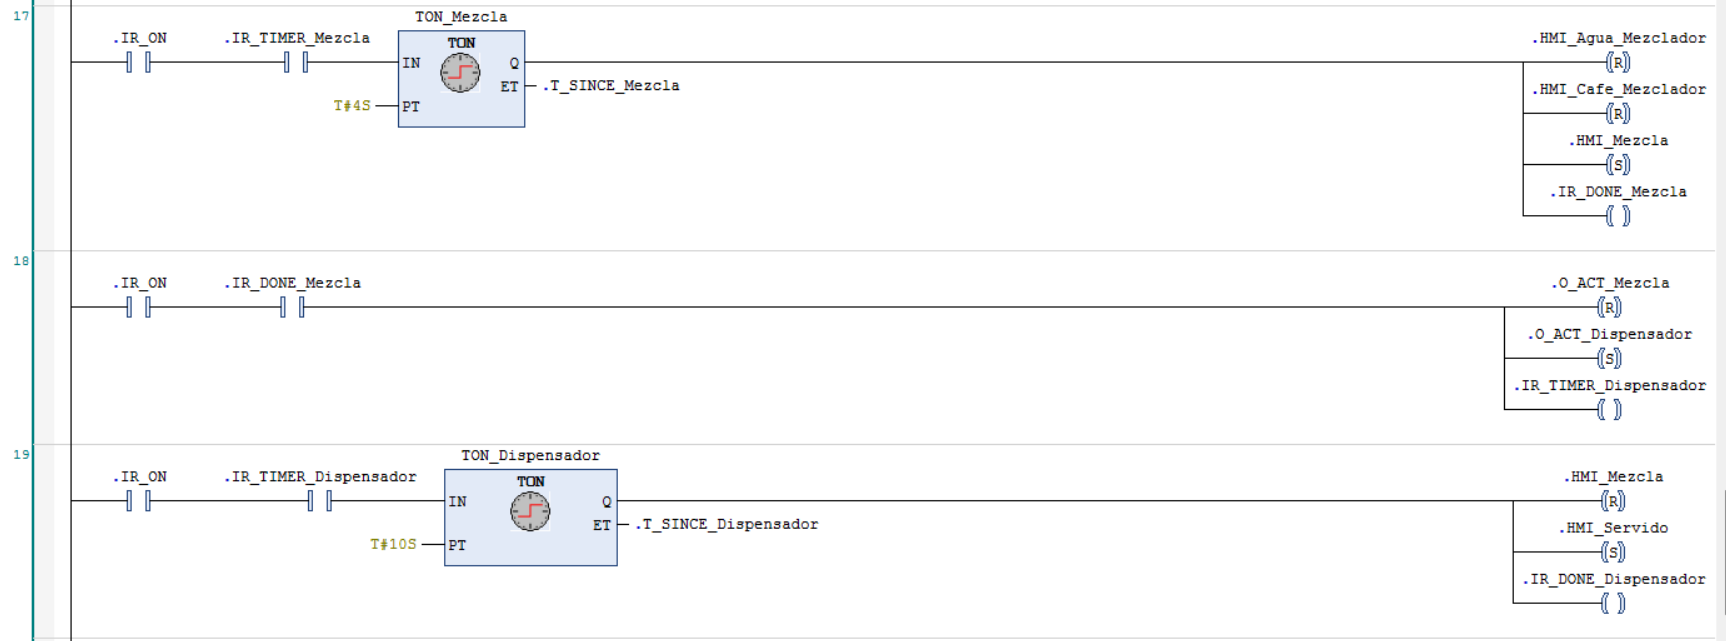 17
TON_Mezcla
.IR_ON .IR_TIMER_Mezcla TON .HMI_Agua_Mezclador
IN Q (R)
ET .T_SINCE_Mezcla .HMI_Cafe_Mezclador
T#4S PT (R)
.HMI_Mezcla
(S)
.IR_DONE_Mezcla
18
.IR_ON .IR_DONE_Mezcla .O_ACT_Mezcla
(R)
.O_ACT_Dispensador
(S)
.IR_TIMER_Dispensador
19
TON_Dispensador
.IR_ON .IR_TIMER_Dispensador TON .HMI_Mezcla
IN Q (R)
ET .T_SINCE_Dispensador .HMI_Servido
T#10S PT (S)
.IR_DONE_Dispensador